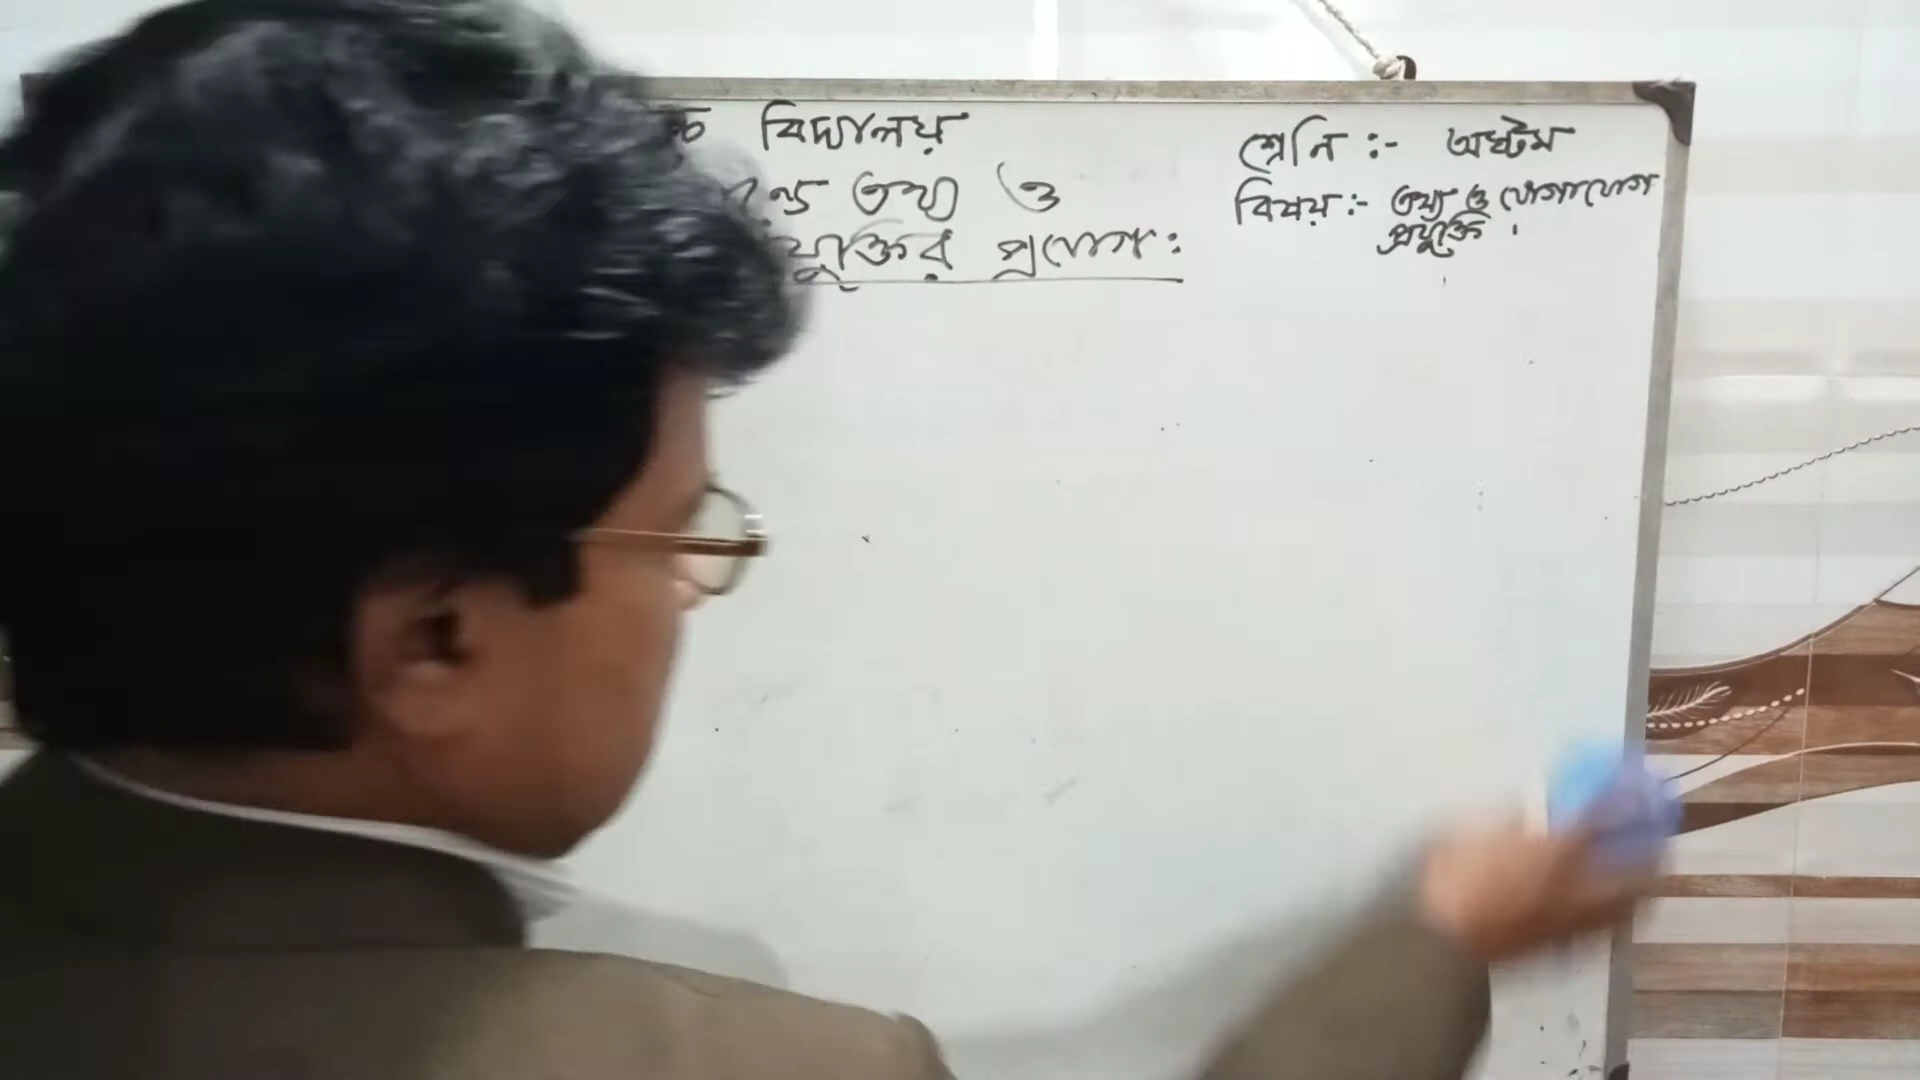 বিদ্যালয়
তথ্য ও
প্রয়োগ:
শ্রেনি :- অষ্টম
বিষয় :- তথ্য ও যোগাযোগ
প্রযুক্তি ।